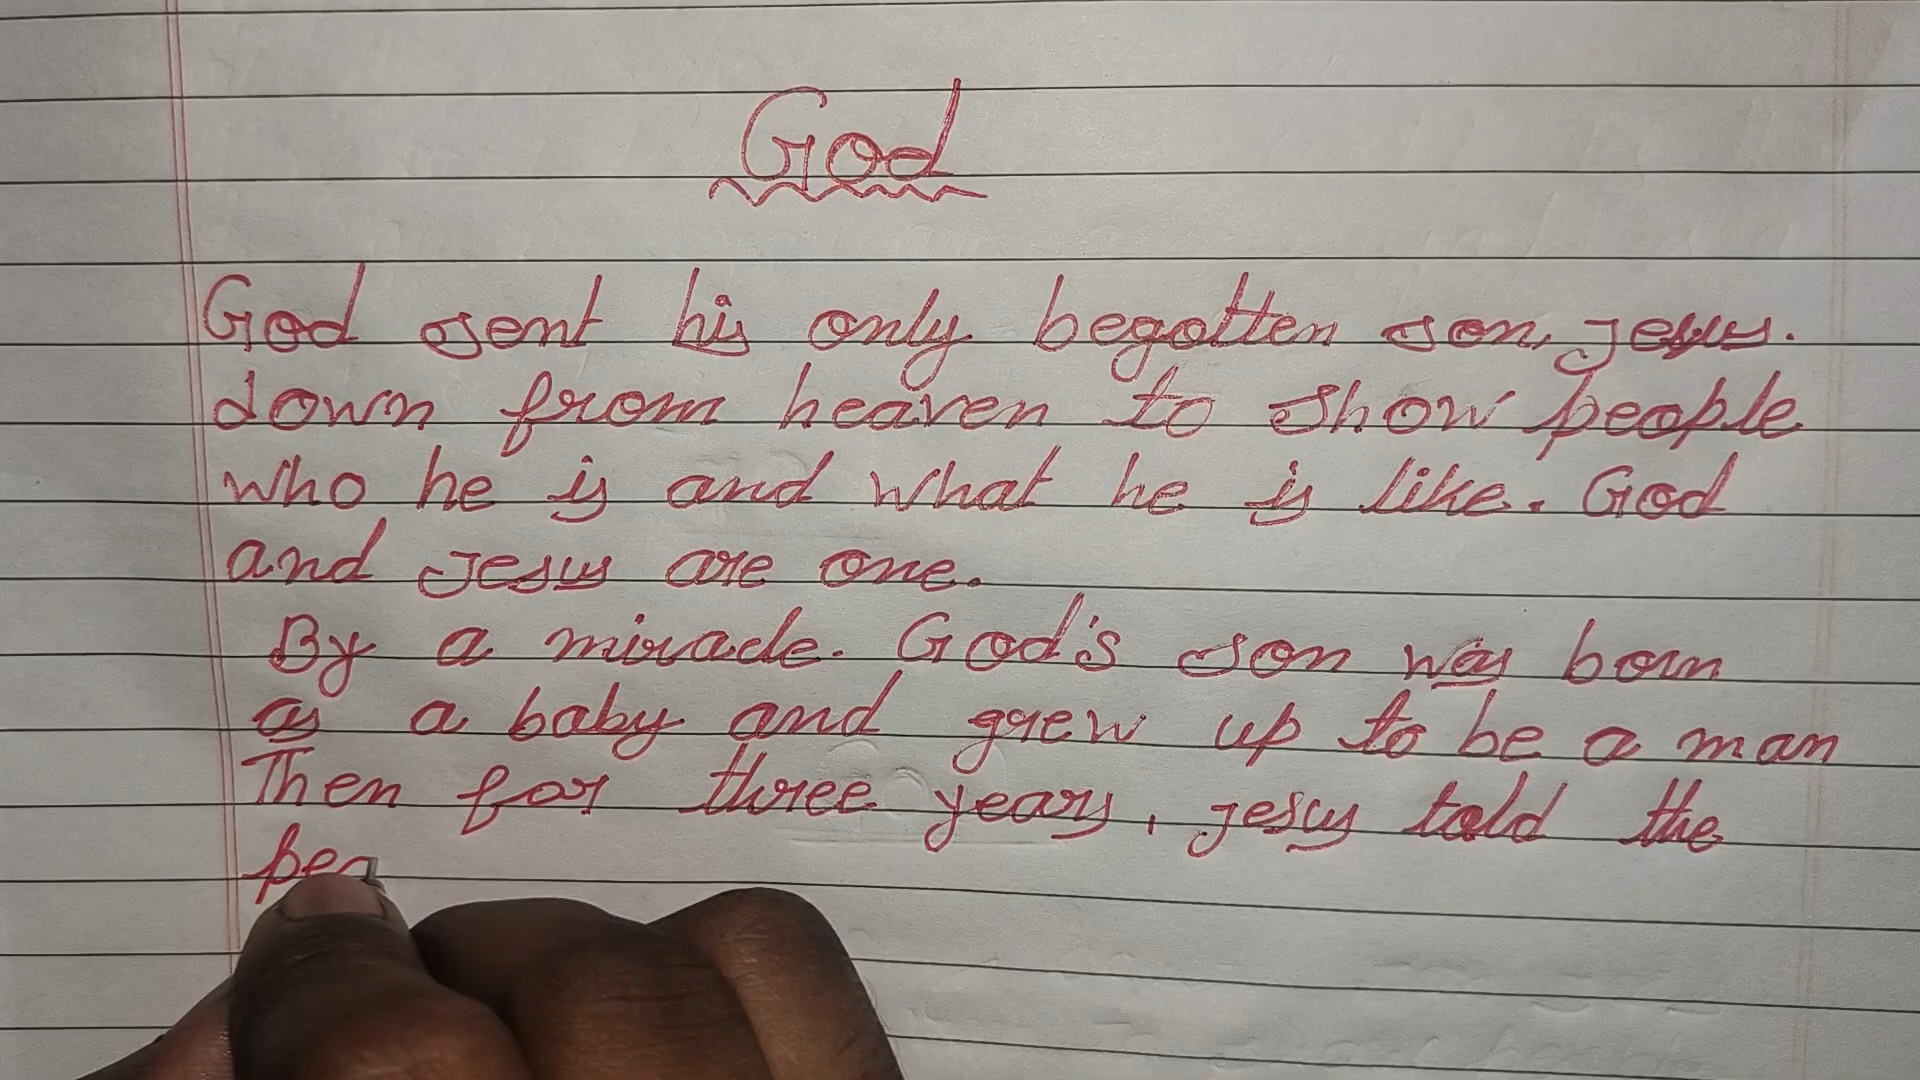 God
God sent his only begotten son, Jesus.
down from heaven to show people
who he is and what he is like. God
and Jesus are one.
By a miracle. God's son was born
as a baby and grew up to be a man
Then for three years, jesus told the